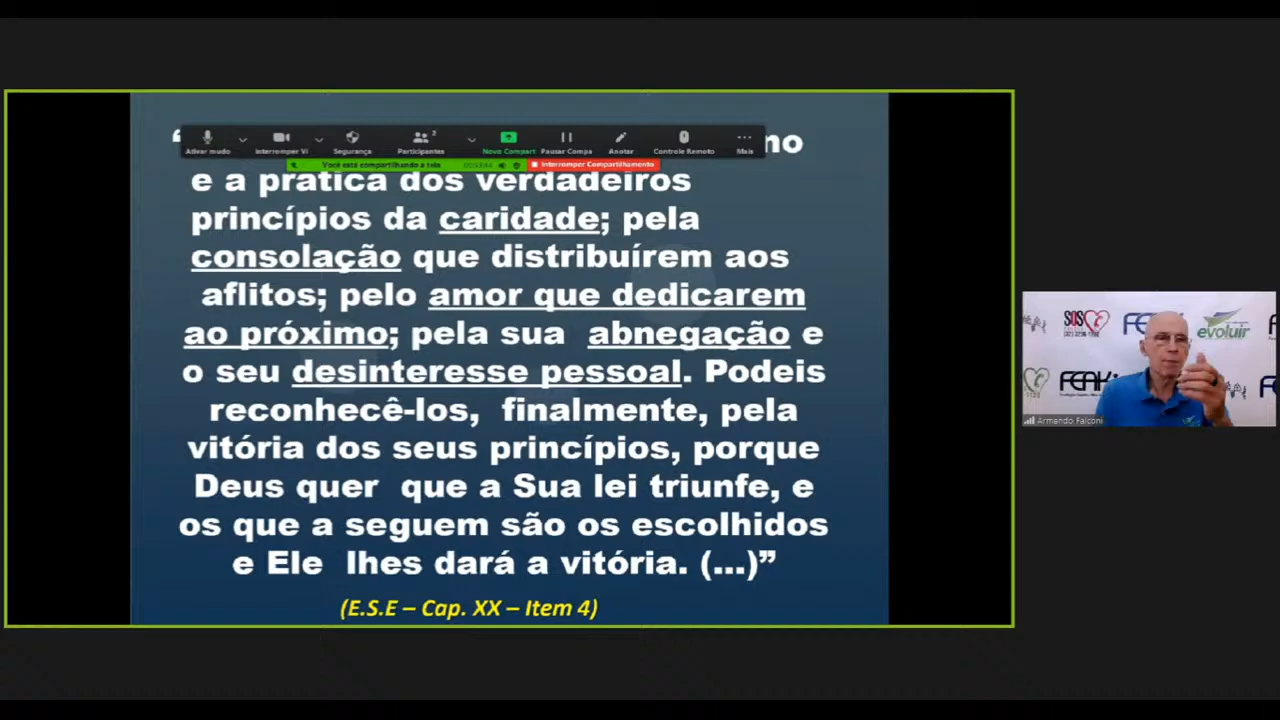 Ativar mudo Interromper Ví Segurança Participantes 2 Novo Compart Pausar Compa Anotar Controle Remoto Mais
Você está compartilhando a tela Interromper Compartilhamento
e a prática dos verdadeiros
princípios da caridade; pela
consolação que distribuírem aos
aflitos; pelo amor que dedicarem
ao próximo; pela sua abnegação e
o seu desinteresse pessoal. Podeis
reconhecê-los, finalmente, pela
vitória dos seus princípios, porque
Deus quer que a Sua lei triunfe, e
os que a seguem são os escolhidos
e Ele lhes dará a vitória. (...)”
(E.S.E – Cap. XX – Item 4)
SOS
evoluir
FEAK
Armando Falconi